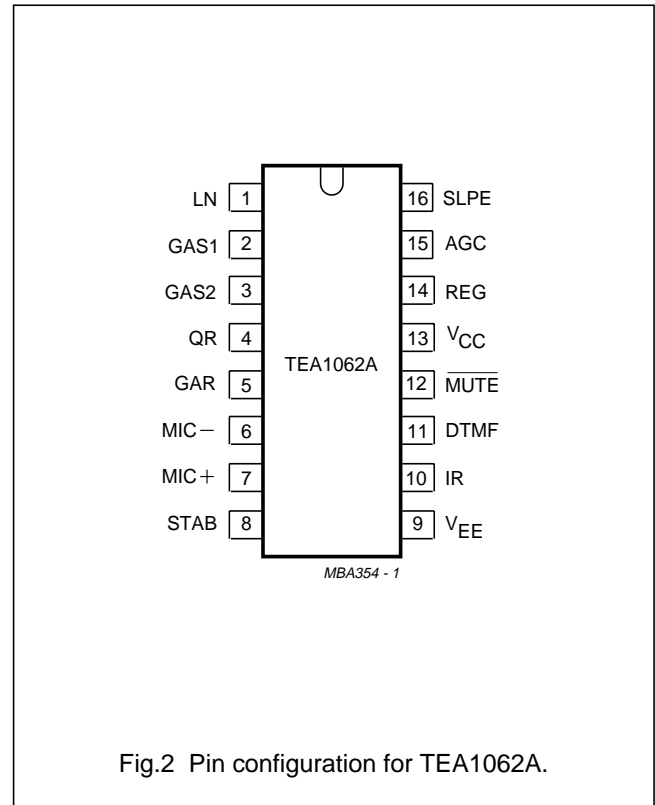 LN 1 16 SLPE
GAS1 2 15 AGC
GAS2 3 14 REG
QR 4 13 VCC
TEA1062A
GAR 5 12 MUTE
MIC− 6 11 DTMF
MIC+ 7 10 IR
STAB 8 9 VEE
MBA354 - 1
Fig.2 Pin configuration for TEA1062A.